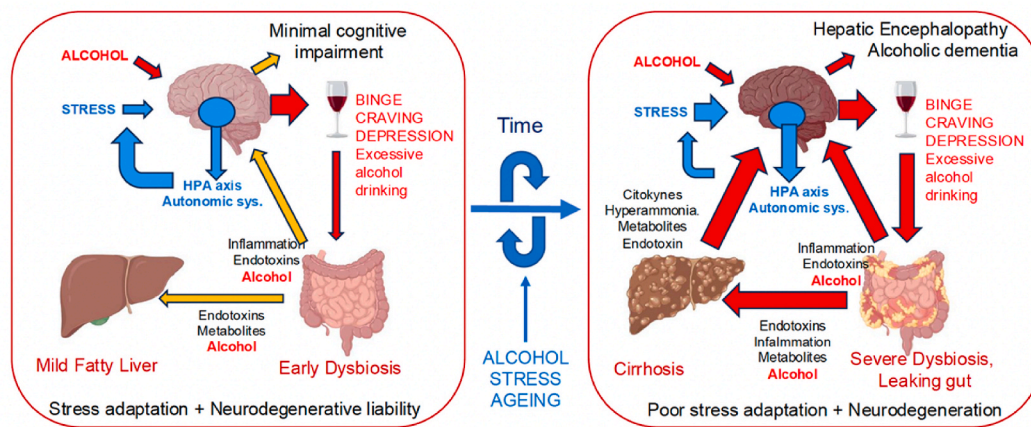 Minimal cognitive
impairment
ALCOHOL
STRESS
BINGE
CRAVING
DEPRESSION
Excessive
alcohol
drinking
HPA axis
Autonomic sys.
Inflammation
Endotoxins
Alcohol
Endotoxins
Metabolites
Alcohol
Mild Fatty Liver
Early Dysbiosis
Stress adaptation + Neurodegenerative liability
Time
ALCOHOL
STRESS
AGEING
Hepatic Encephalopathy
Alcoholic dementia
ALCOHOL
STRESS
BINGE
CRAVING
DEPRESSION
Excessive
alcohol
drinking
HPA axis
Autonomic sys.
Citokynes
Hyperammonia.
Metabolites
Endotoxin
Inflammation
Endotoxins
Alcohol
Endotoxins
Infalmmation
Metabolites
Alcohol
Cirrhosis
Severe Dysbiosis,
Leaking gut
Poor stress adaptation + Neurodegeneration